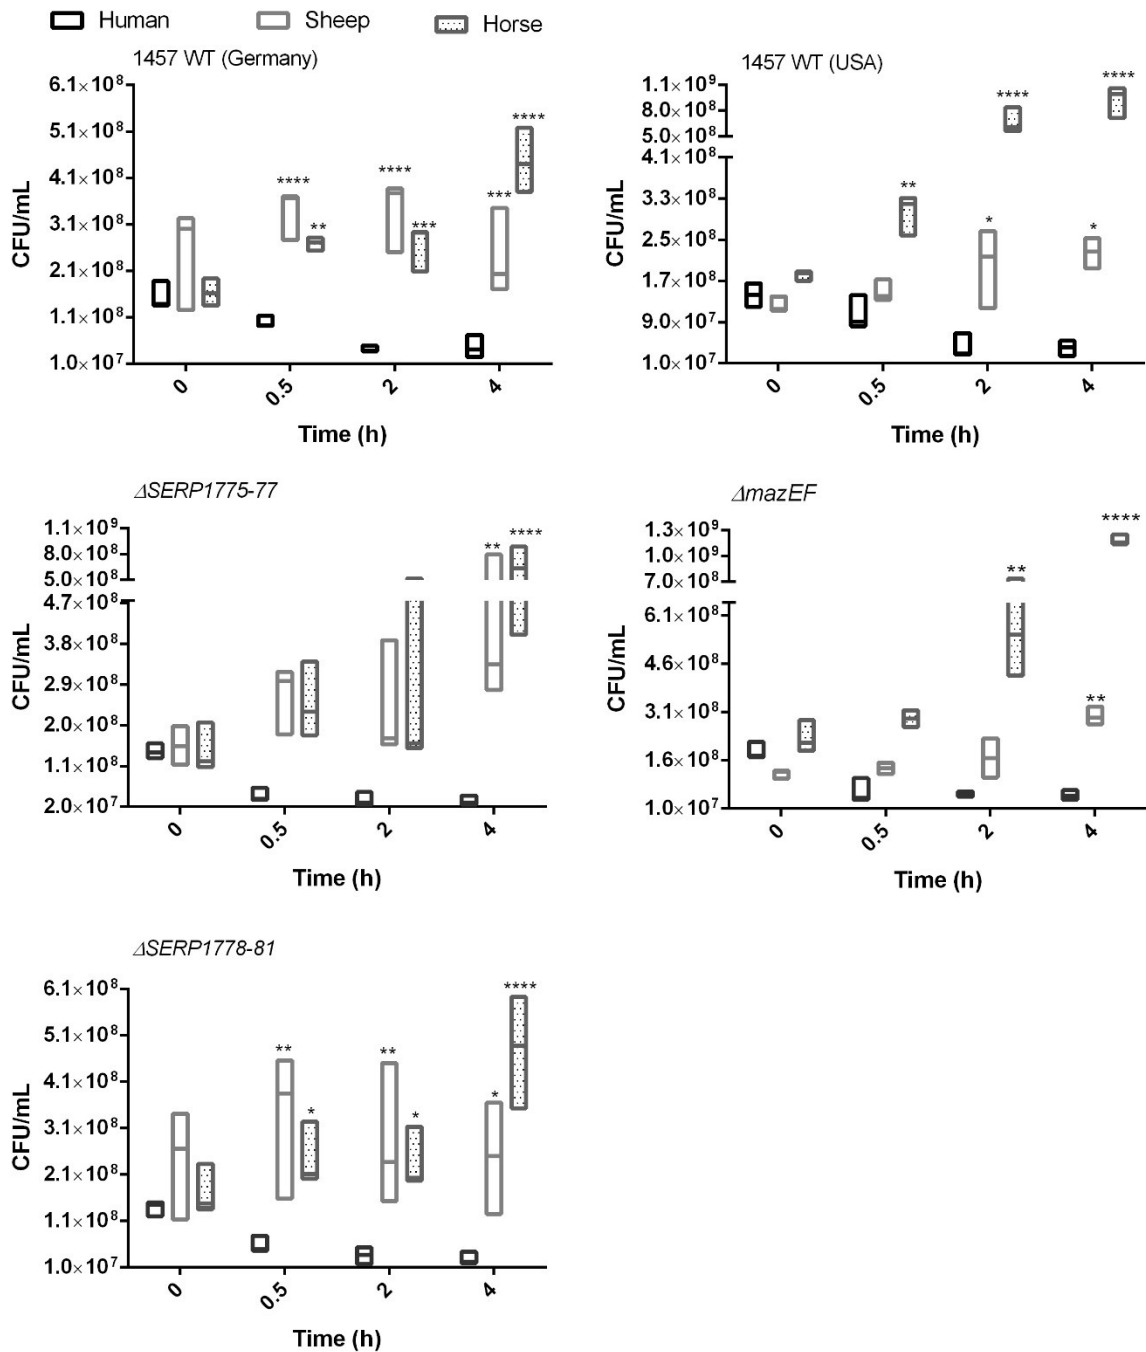 Human Sheep Horse
1457 WT (Germany)
6.1×10⁸
5.1×10⁸
4.1×10⁸
3.1×10⁸
2.1×10⁸
1.1×10⁸
1.0×10⁷
CFU/mL
**** ** **** *** *** ****
0 0.5 2 4
Time (h)
1457 WT (USA)
1.1×10⁹
8.0×10⁸
5.0×10⁸
4.1×10⁸
3.3×10⁸
2.5×10⁸
1.7×10⁸
9.0×10⁷
1.0×10⁷
CFU/mL
** * **** * ****
0 0.5 2 4
Time (h)
ΔSERP1775-77
1.1×10⁹
8.0×10⁸
5.0×10⁸
4.7×10⁸
3.8×10⁸
2.9×10⁸
2.0×10⁸
1.1×10⁸
2.0×10⁷
CFU/mL
** ****
0 0.5 2 4
Time (h)
ΔmazEF
1.3×10⁹
1.0×10⁹
7.0×10⁸
6.1×10⁸
4.6×10⁸
3.1×10⁸
1.6×10⁸
1.0×10⁷
CFU/mL
** ** ****
0 0.5 2 4
Time (h)
ΔSERP1778-81
6.1×10⁸
5.1×10⁸
4.1×10⁸
3.1×10⁸
2.1×10⁸
1.1×10⁸
1.0×10⁷
CFU/mL
** * ** * * ****
0 0.5 2 4
Time (h)